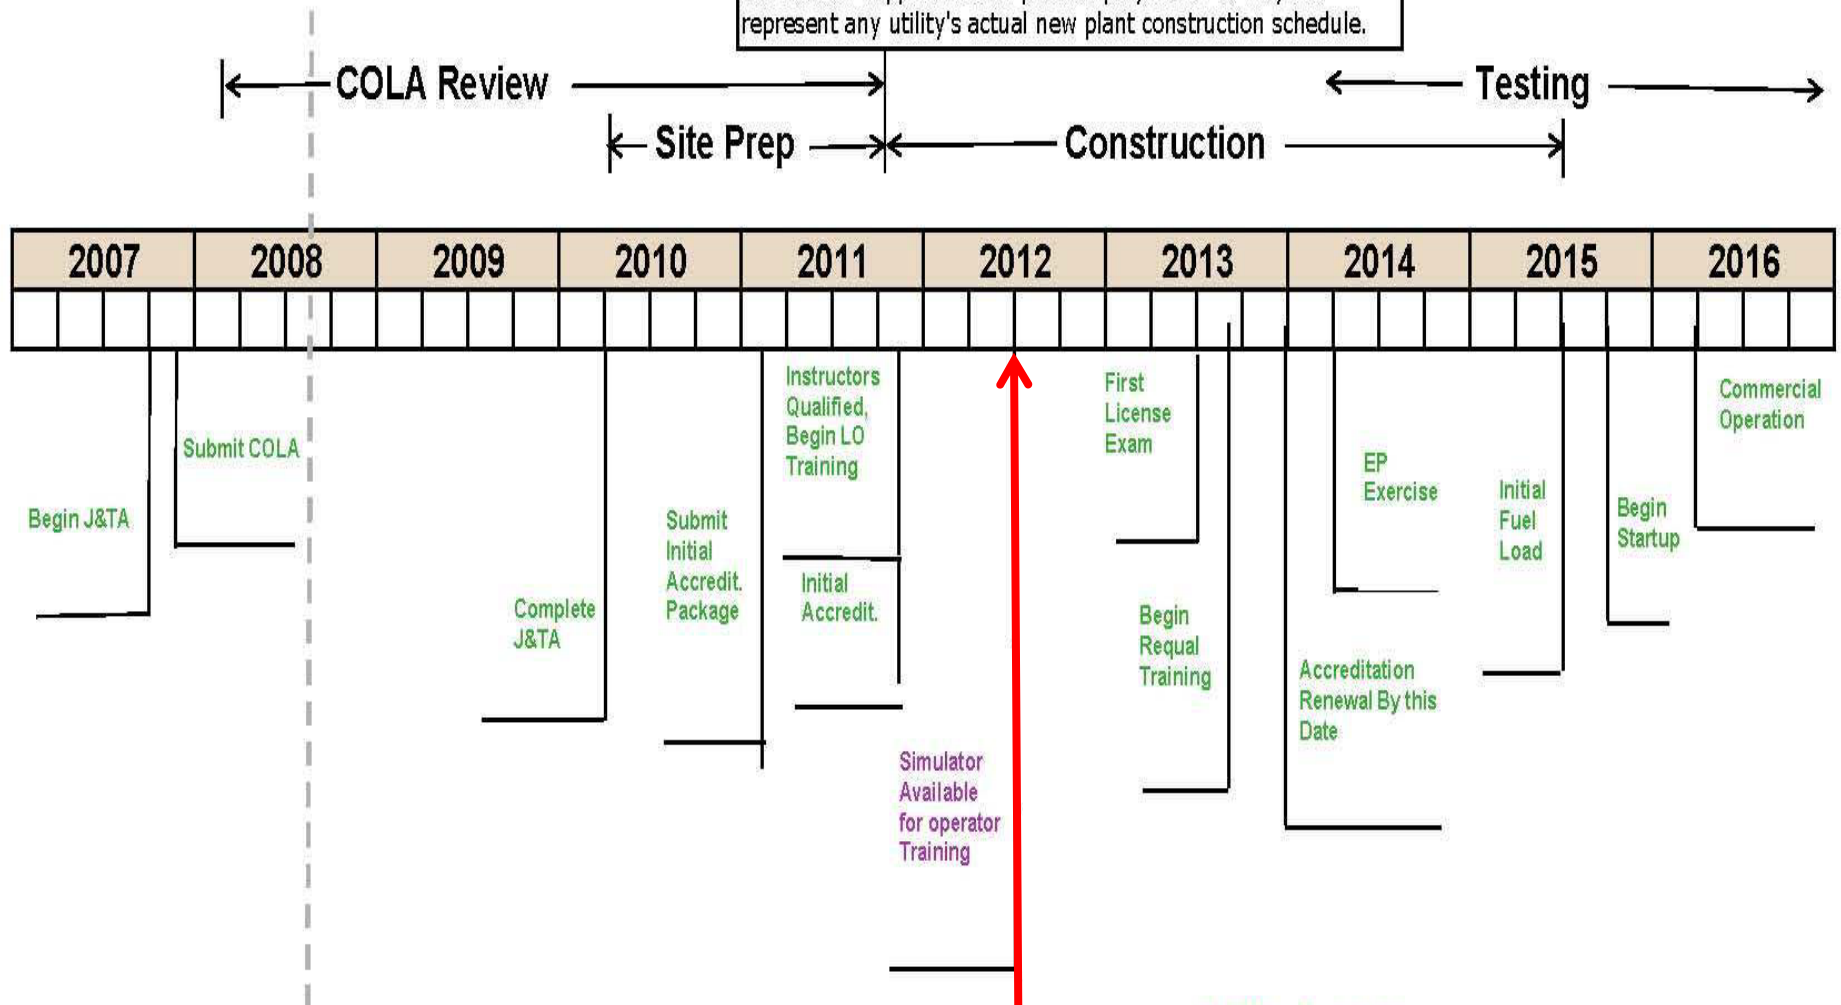 represent any utility's actual new plant construction schedule.
COLA Review
Testing
Site Prep
Construction
2007 2008 2009 2010 2011 2012 2013 2014 2015 2016
Begin J&TA
Submit COLA
Complete
J&TA
Submit
Initial
Accredit.
Package
Instructors
Qualified,
Begin LO
Training
Initial
Accredit.
Simulator
Available
for operator
Training
First
License
Exam
Begin
Requal
Training
Accreditation
Renewal By this
Date
EP
Exercise
Initial
Fuel
Load
Begin
Startup
Commercial
Operation